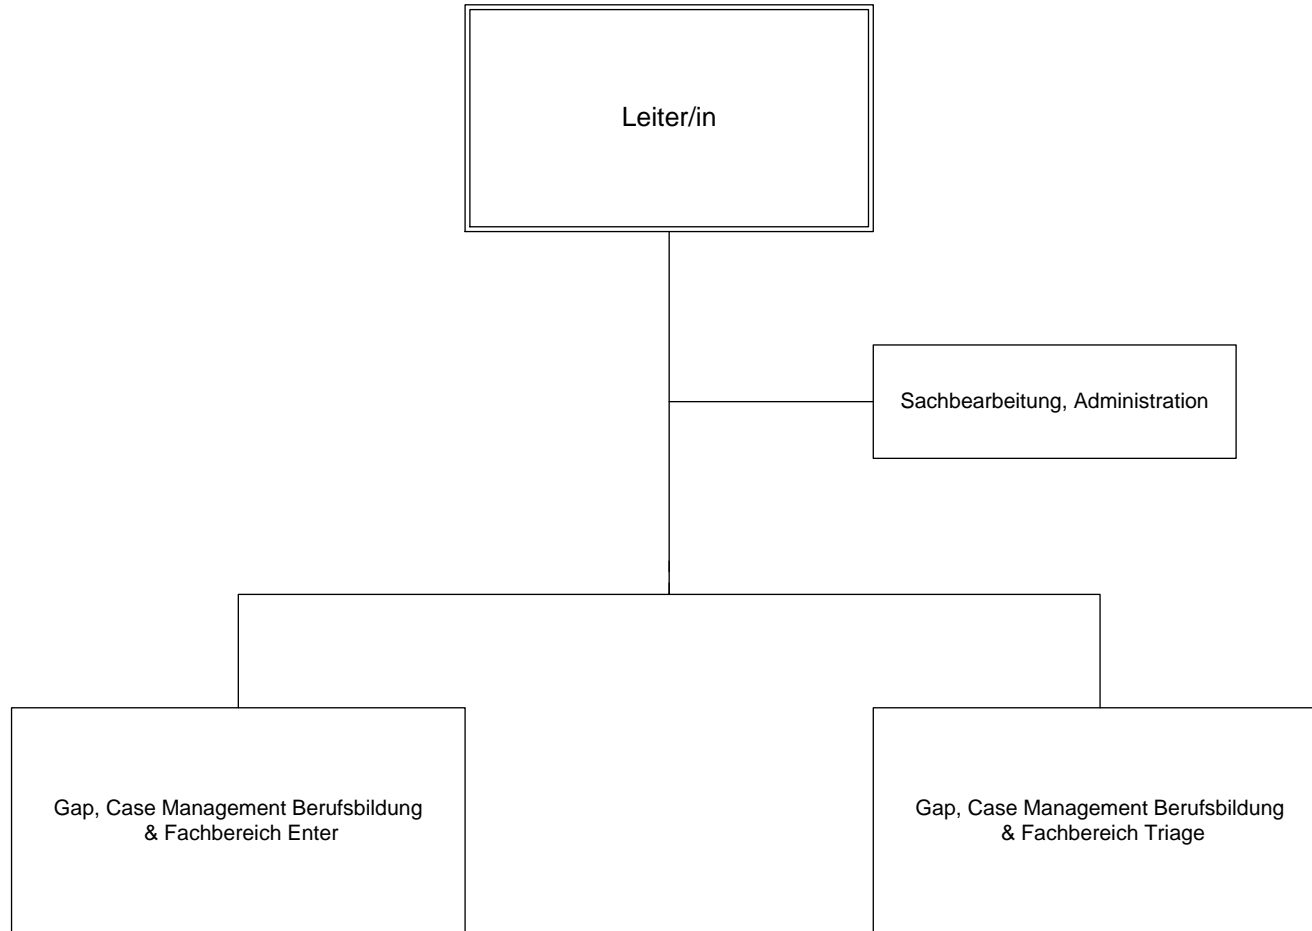 Leiter/in
Sachbearbeitung, Administration
Gap, Case Management Berufsbildung
& Fachbereich Enter
Gap, Case Management Berufsbildung
& Fachbereich Triage